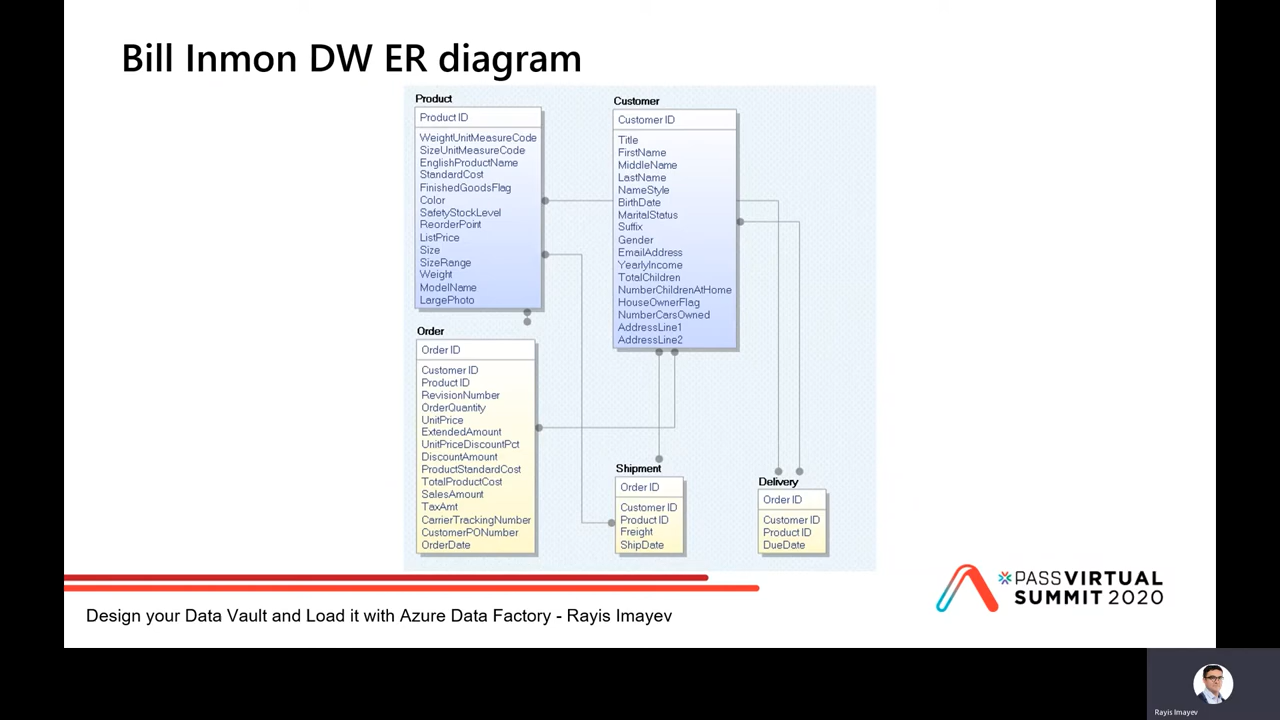 Bill Inmon DW ER diagram
Product
Product ID
WeightUnitMeasureCode
SizeUnitMeasureCode
EnglishProductName
StandardCost
FinishedGoodsFlag
Color
SafetyStockLevel
ReorderPoint
ListPrice
Size
SizeRange
Weight
ModelName
LargePhoto
Customer
Customer ID
Title
FirstName
MiddleName
LastName
NameStyle
BirthDate
MaritalStatus
Suffix
Gender
EmailAddress
YearlyIncome
TotalChildren
NumberChildrenAtHome
HouseOwnerFlag
NumberCarsOwned
AddressLine1
AddressLine2
Order
Order ID
Customer ID
Product ID
RevisionNumber
OrderQuantity
UnitPrice
ExtendedAmount
UnitPriceDiscountPct
DiscountAmount
ProductStandardCost
TotalProductCost
SalesAmount
TaxAmt
CarrierTrackingNumber
CustomerPONumber
OrderDate
Shipment
Order ID
Customer ID
Product ID
Freight
ShipDate
Delivery
Order ID
Customer ID
Product ID
DueDate
PASS VIRTUAL
SUMMIT 2020
Design your Data Vault and Load it with Azure Data Factory - Rayis Imayev
Rayis Imayev